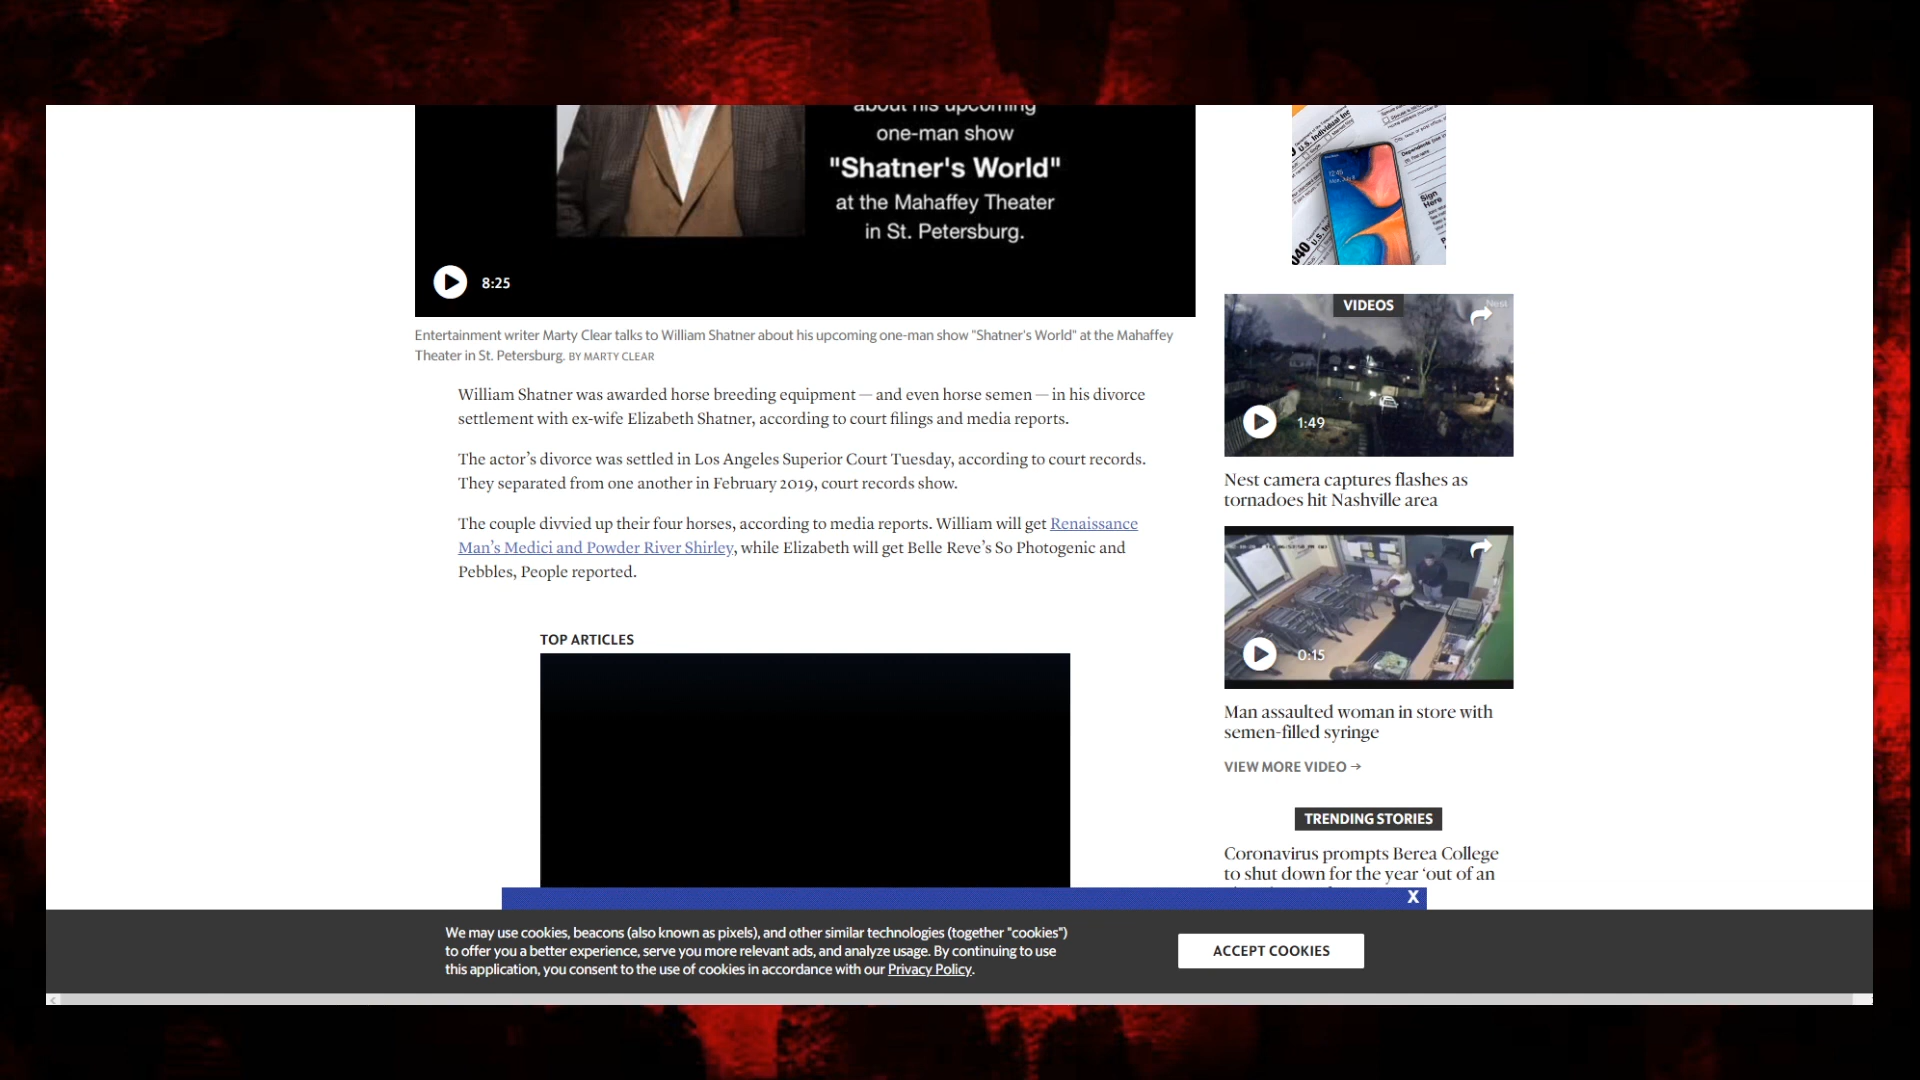 about his upcoming
one-man show
"Shatner's World"
at the Mahaffey Theater
in St. Petersburg.
8:25
Entertainment writer Marty Clear talks to William Shatner about his upcoming one-man show "Shatner's World" at the Mahaffey
Theater in St. Petersburg. BY MARTY CLEAR
William Shatner was awarded horse breeding equipment — and even horse semen — in his divorce
settlement with ex-wife Elizabeth Shatner, according to court filings and media reports.
The actor's divorce was settled in Los Angeles Superior Court Tuesday, according to court records.
They separated from one another in February 2019, court records show.
The couple divvied up their four horses, according to media reports. William will get Renaissance
Man's Medici and Powder River Shirley, while Elizabeth will get Belle Reve's So Photogenic and
Pebbles, People reported.
TOP ARTICLES
U.S. Individual Inc
12:45
Sign
Here
VIDEOS
Nest
1:49
Nest camera captures flashes as
tornadoes hit Nashville area
0:15
Man assaulted woman in store with
semen-filled syringe
VIEW MORE VIDEO →
TRENDING STORIES
Coronavirus prompts Berea College
to shut down for the year 'out of an
X
We may use cookies, beacons (also known as pixels), and other similar technologies (together "cookies")
to offer you a better experience, serve you more relevant ads, and analyze usage. By continuing to use
this application, you consent to the use of cookies in accordance with our Privacy Policy.
ACCEPT COOKIES